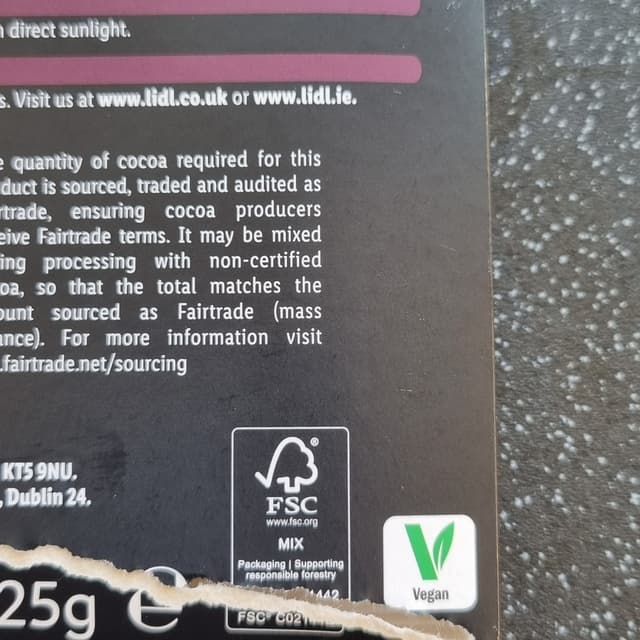 direct sunlight.
Visit us at www.lidl.co.uk or www.lidl.ie.
quantity of cocoa required for this
duct is sourced, traded and audited as
rtrade, ensuring cocoa producers
eive Fairtrade terms. It may be mixed
ing processing with non-certified
oa, so that the total matches the
ount sourced as Fairtrade (mass
ance). For more information visit
.fairtrade.net/sourcing
KT5 9NU.
, Dublin 24.
®
FSC
www.fsc.org
MIX
Packaging | Supporting
responsible forestry
Vegan
25g e
FSC® C02